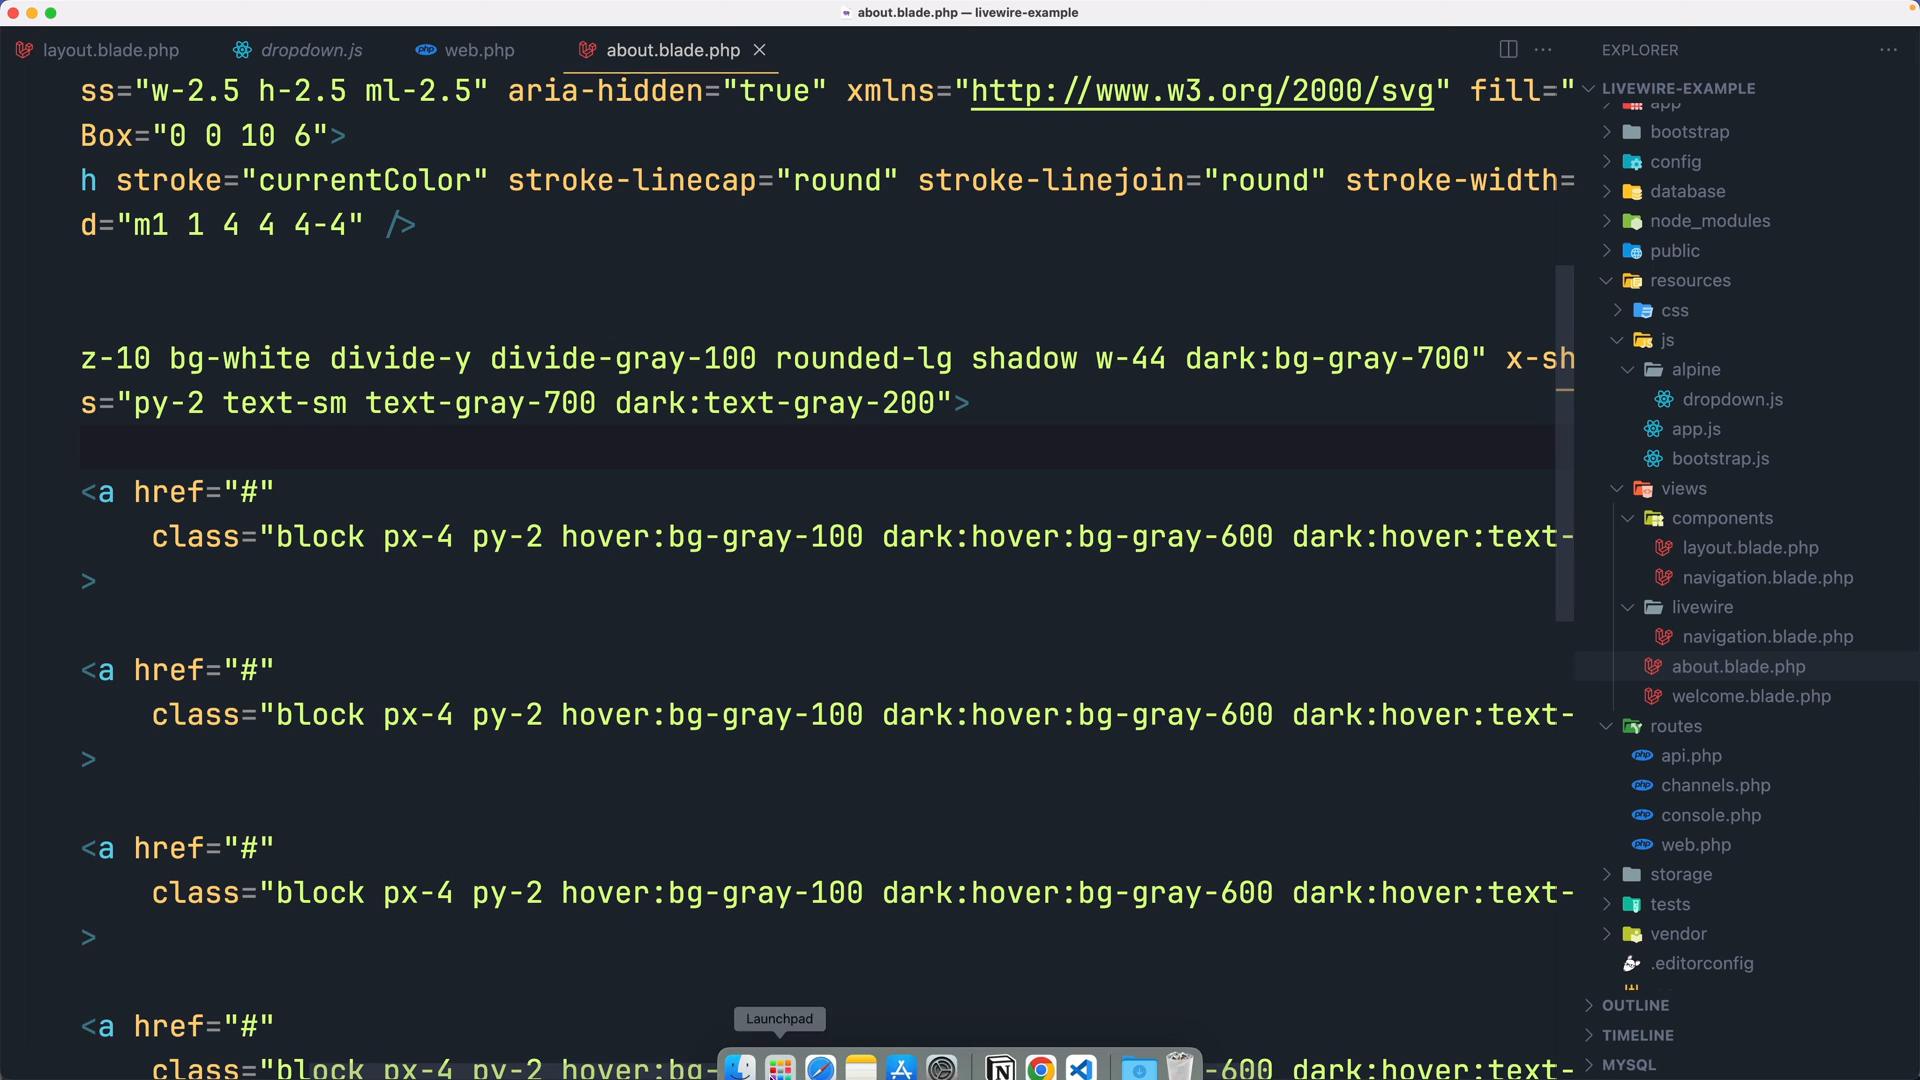 about.blade.php — livewire-example
layout.blade.php
dropdown.js
web.php
about.blade.php
ss="w-2.5 h-2.5 ml-2.5" aria-hidden="true" xmlns="http://www.w3.org/2000/svg" fill="
Box="0 0 10 6">
h stroke="currentColor" stroke-linecap="round" stroke-linejoin="round" stroke-width=
d="m1 1 4 4 4-4" />
z-10 bg-white divide-y divide-gray-100 rounded-lg shadow w-44 dark:bg-gray-700" x-sh
s="py-2 text-sm text-gray-700 dark:text-gray-200">
<a href="#"
class="block px-4 py-2 hover:bg-gray-100 dark:hover:bg-gray-600 dark:hover:text-
>
<a href="#"
class="block px-4 py-2 hover:bg-gray-100 dark:hover:bg-gray-600 dark:hover:text-
>
<a href="#"
class="block px-4 py-2 hover:bg-gray-100 dark:hover:bg-gray-600 dark:hover:text-
>
<a href="#"
class="block px-4 py-2 hover:bg- -600 dark:hover:text-
Launchpad
EXPLORER
LIVEWIRE-EXAMPLE
app
bootstrap
config
database
node_modules
public
resources
css
js
alpine
dropdown.js
app.js
bootstrap.js
views
components
layout.blade.php
navigation.blade.php
livewire
navigation.blade.php
about.blade.php
welcome.blade.php
routes
api.php
channels.php
console.php
web.php
storage
tests
vendor
.editorconfig
OUTLINE
TIMELINE
MYSQL